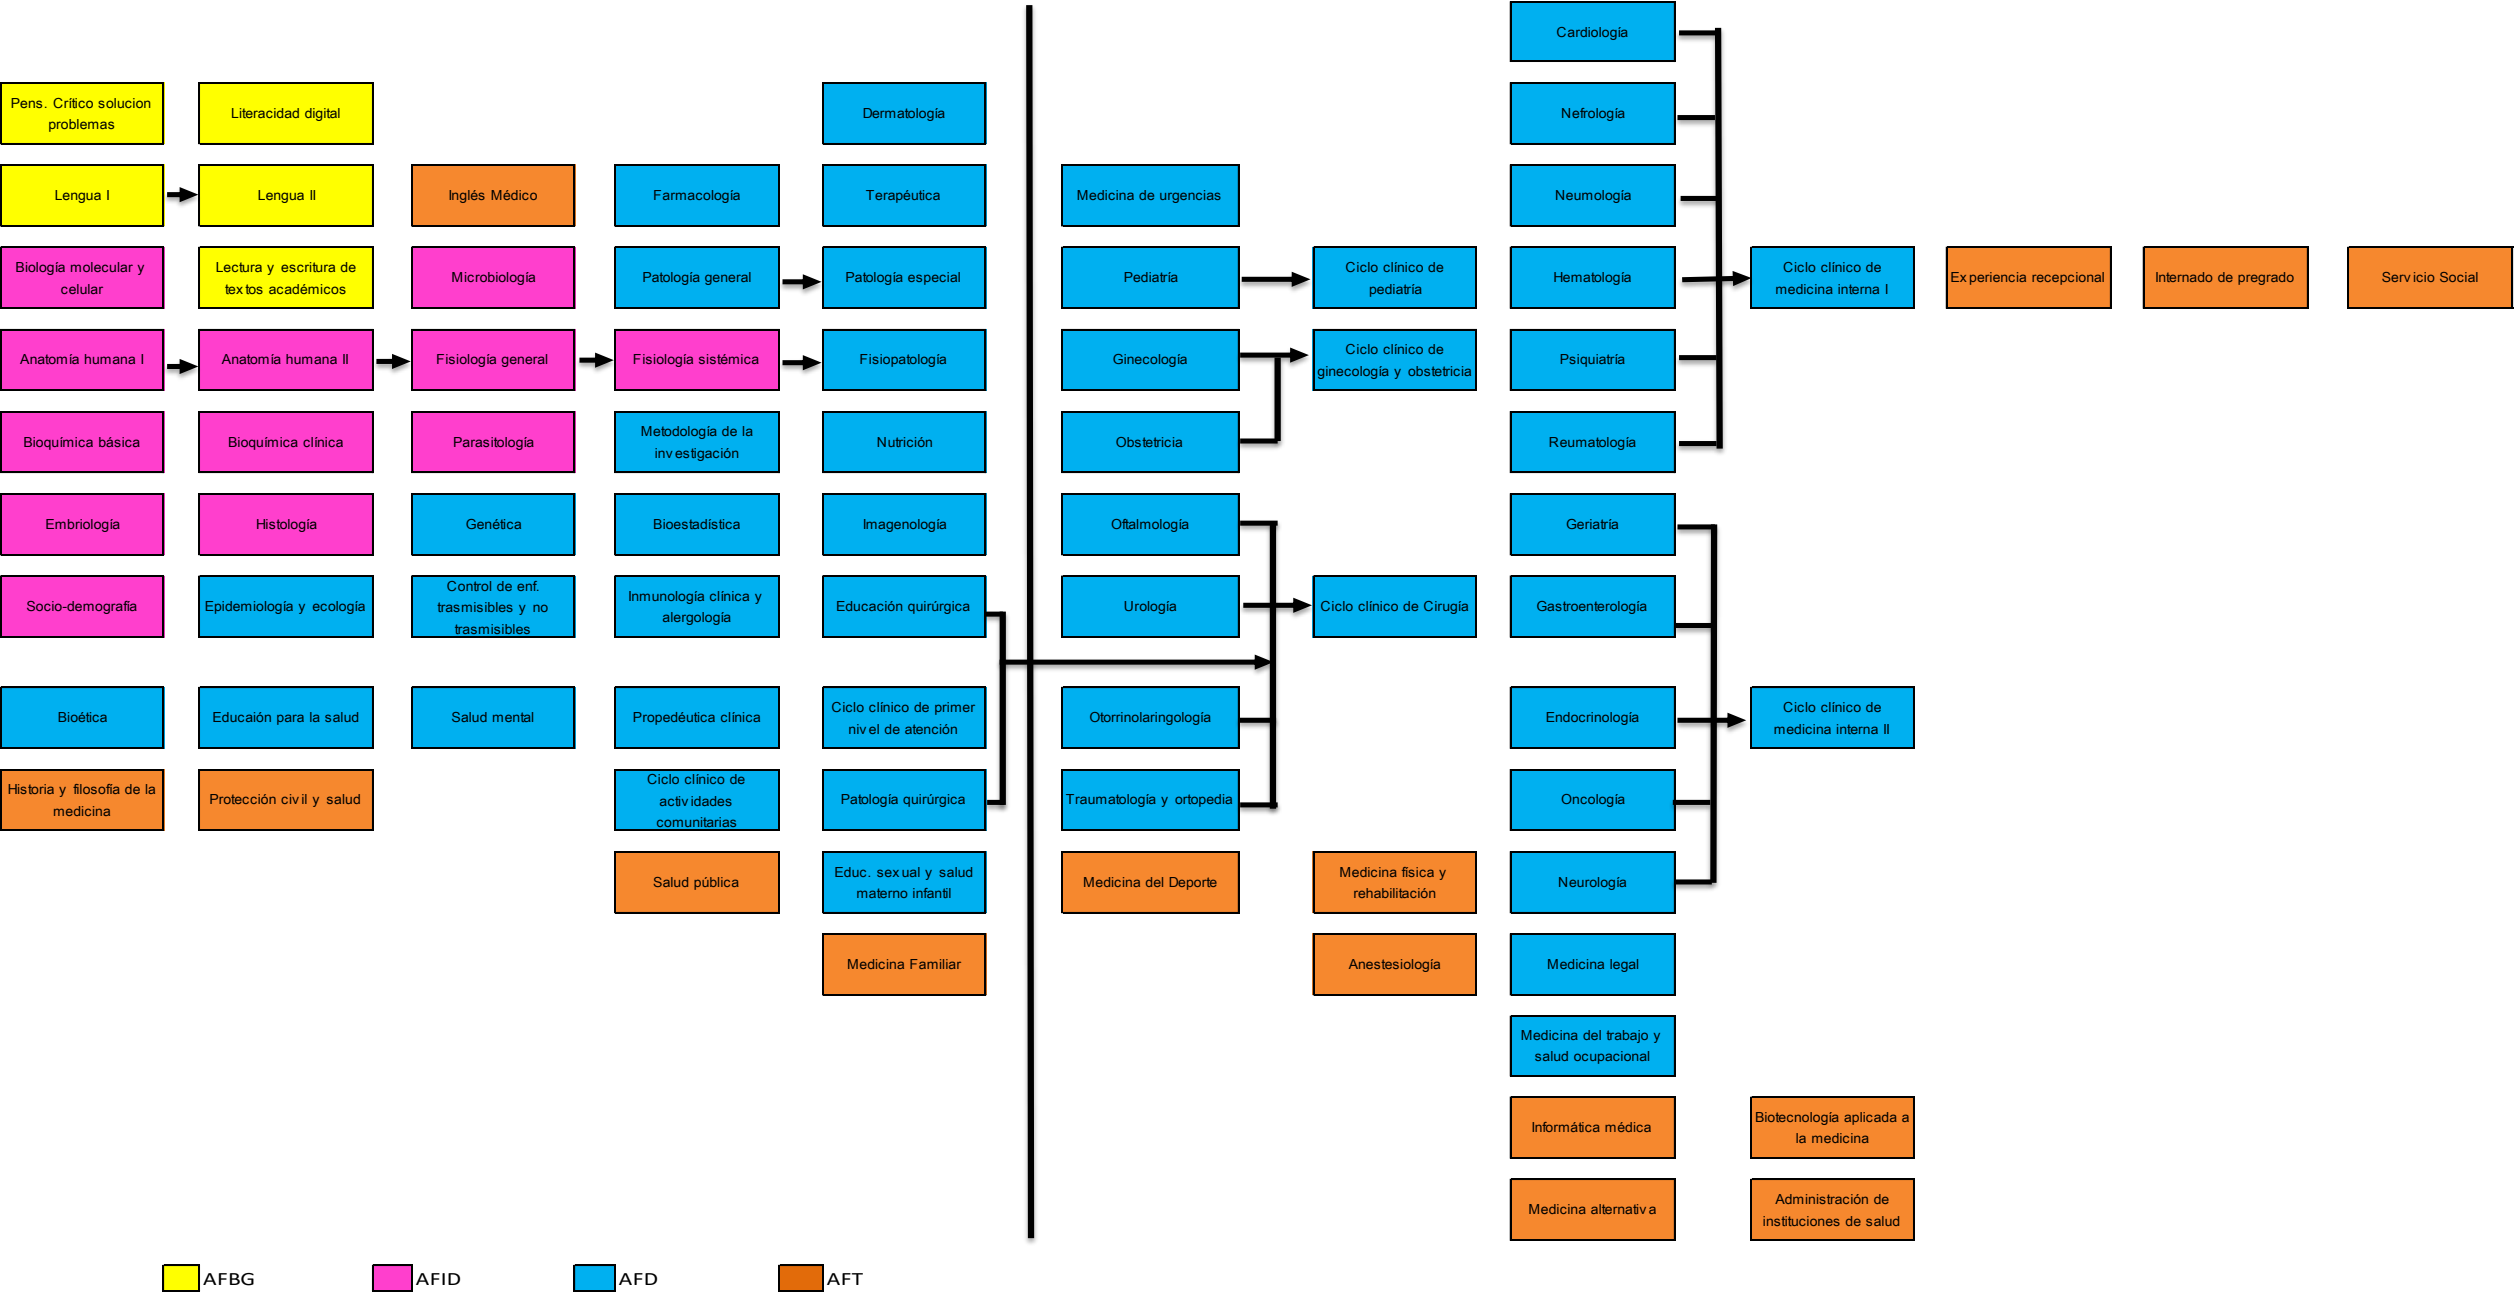 Cardiología
Pens. Crítico solucion
problemas
Literacidad digital
Dermatología
Nefrología
Lengua I
Lengua II
Inglés Médico
Farmacología
Terapéutica
Medicina de urgencias
Neumología
Biología molecular y
celular
Lectura y escritura de
textos académicos
Microbiología
Patología general
Patología especial
Pediatría
Ciclo clínico de
pediatría
Hematología
Ciclo clínico de
medicina interna I
Experiencia recepcional
Internado de pregrado
Servicio Social
Anatomía humana I
Anatomía humana II
Fisiología general
Fisiología sistémica
Fisiopatología
Ginecología
Ciclo clínico de
ginecología y obstetricia
Psiquiatría
Bioquímica básica
Bioquímica clínica
Parasitología
Metodología de la
investigación
Nutrición
Obstetricia
Reumatología
Embriología
Histología
Genética
Bioestadística
Imagenología
Oftalmología
Geriatría
Socio-demografía
Epidemiología y ecología
Control de enf.
trasmisibles y no
trasmisibles
Inmunología clínica y
alergología
Educación quirúrgica
Urología
Ciclo clínico de Cirugía
Gastroenterología
Bioética
Educaión para la salud
Salud mental
Propedéutica clínica
Ciclo clínico de primer
nivel de atención
Otorrinolaringología
Endocrinología
Ciclo clínico de
medicina interna II
Historia y filosofía de la
medicina
Protección civil y salud
Ciclo clínico de
actividades
comunitarias
Patología quirúrgica
Traumatología y ortopedia
Oncología
Salud pública
Educ. sexual y salud
materno infantil
Medicina del Deporte
Medicina física y
rehabilitación
Neurología
Medicina Familiar
Anestesiología
Medicina legal
Medicina del trabajo y
salud ocupacional
Informática médica
Biotecnología aplicada a
la medicina
Medicina alternativa
Administración de
instituciones de salud
AFBG
AFID
AFD
AFT